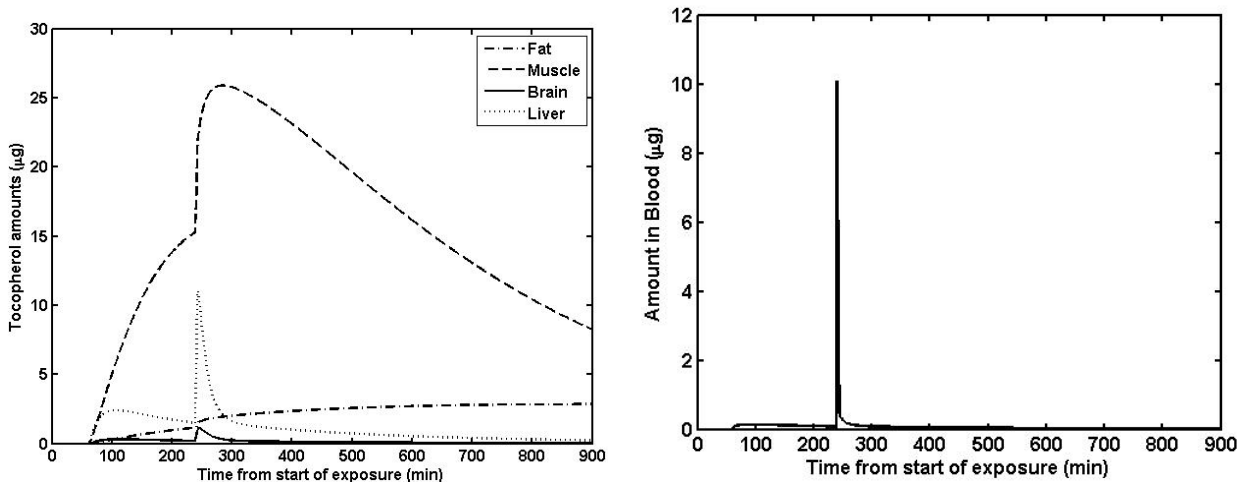 30
25
20
15
10
5
0
Tocopherol amounts (μg)
Fat
Muscle
Brain
Liver
0 100 200 300 400 500 600 700 800 900
Time from start of exposure (min)
12
10
8
6
4
2
0
Amount in Blood (μg)
0 100 200 300 400 500 600 700 800 900
Time from start of exposure (min)